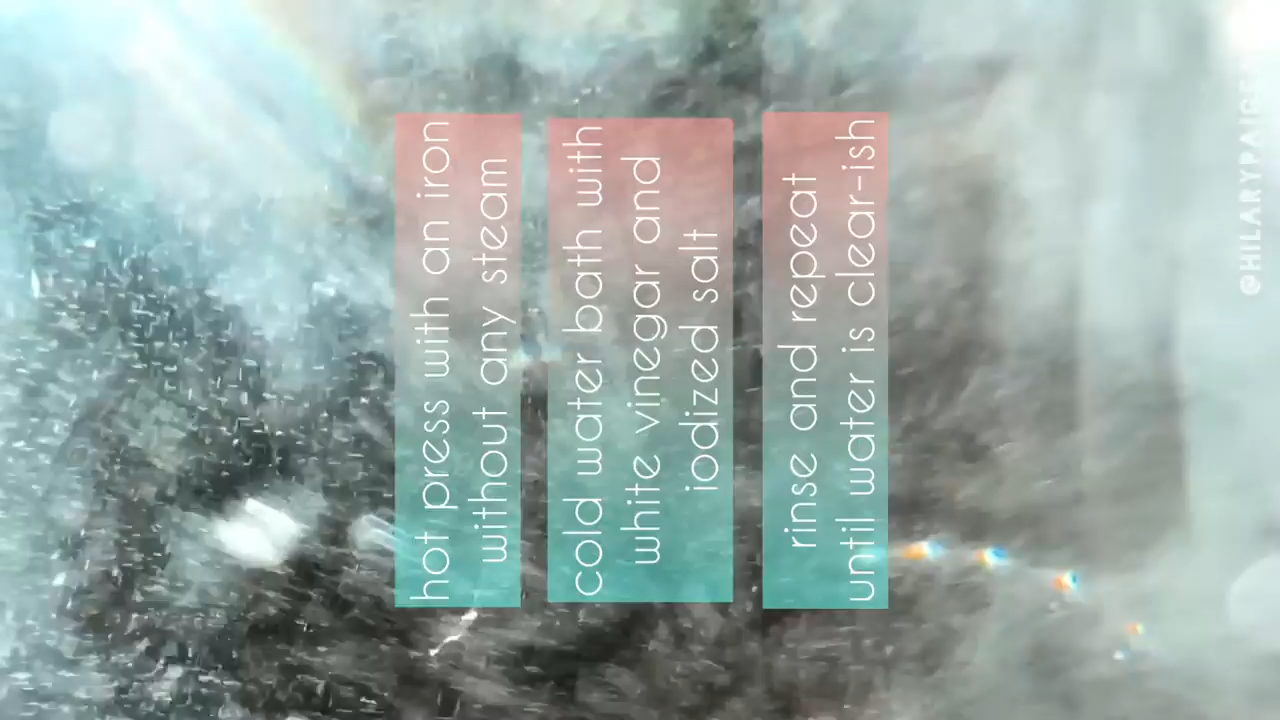 hot press with an iron
without any steam
cold water bath with
white vinegar and
iodized salt
rinse and repeat
until water is clear-ish